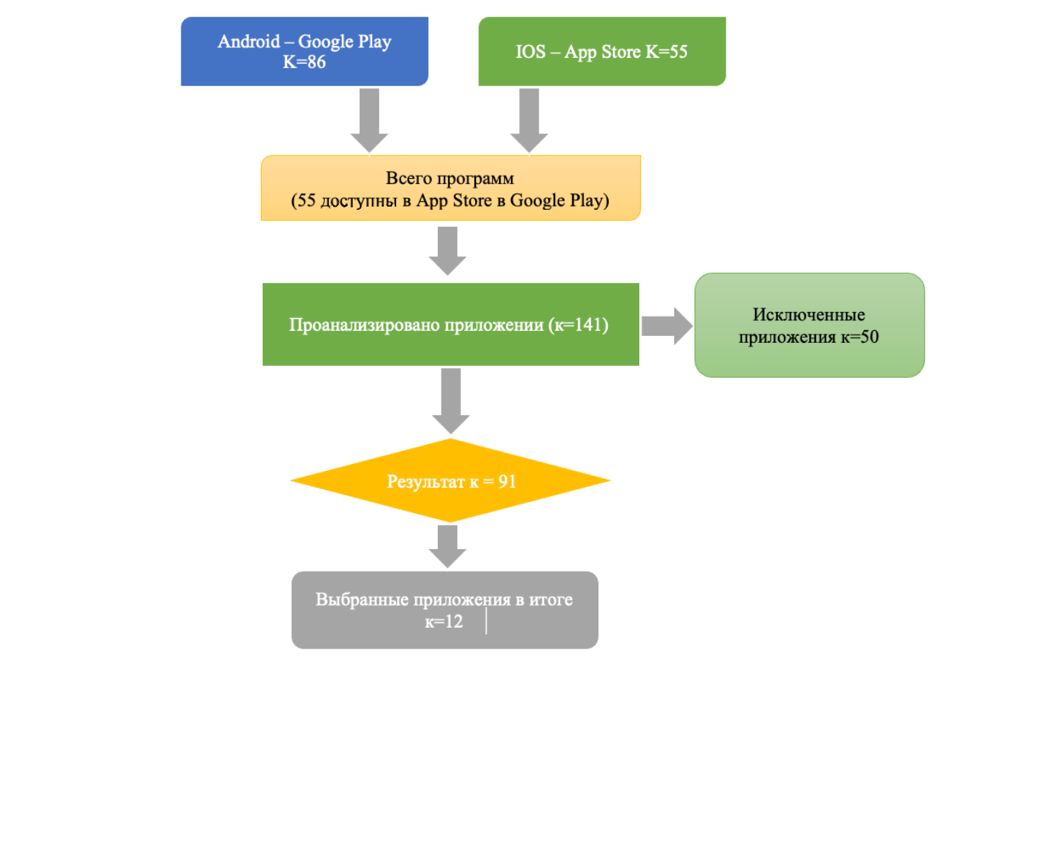 Android – Google Play
K=86
IOS – App Store K=55
Всего программ
(55 доступны в App Store в Google Play)
Проанализировано приложении (к=141)
Исключенные
приложения к=50
Результат к = 91
Выбранные приложения в итоге
к=12